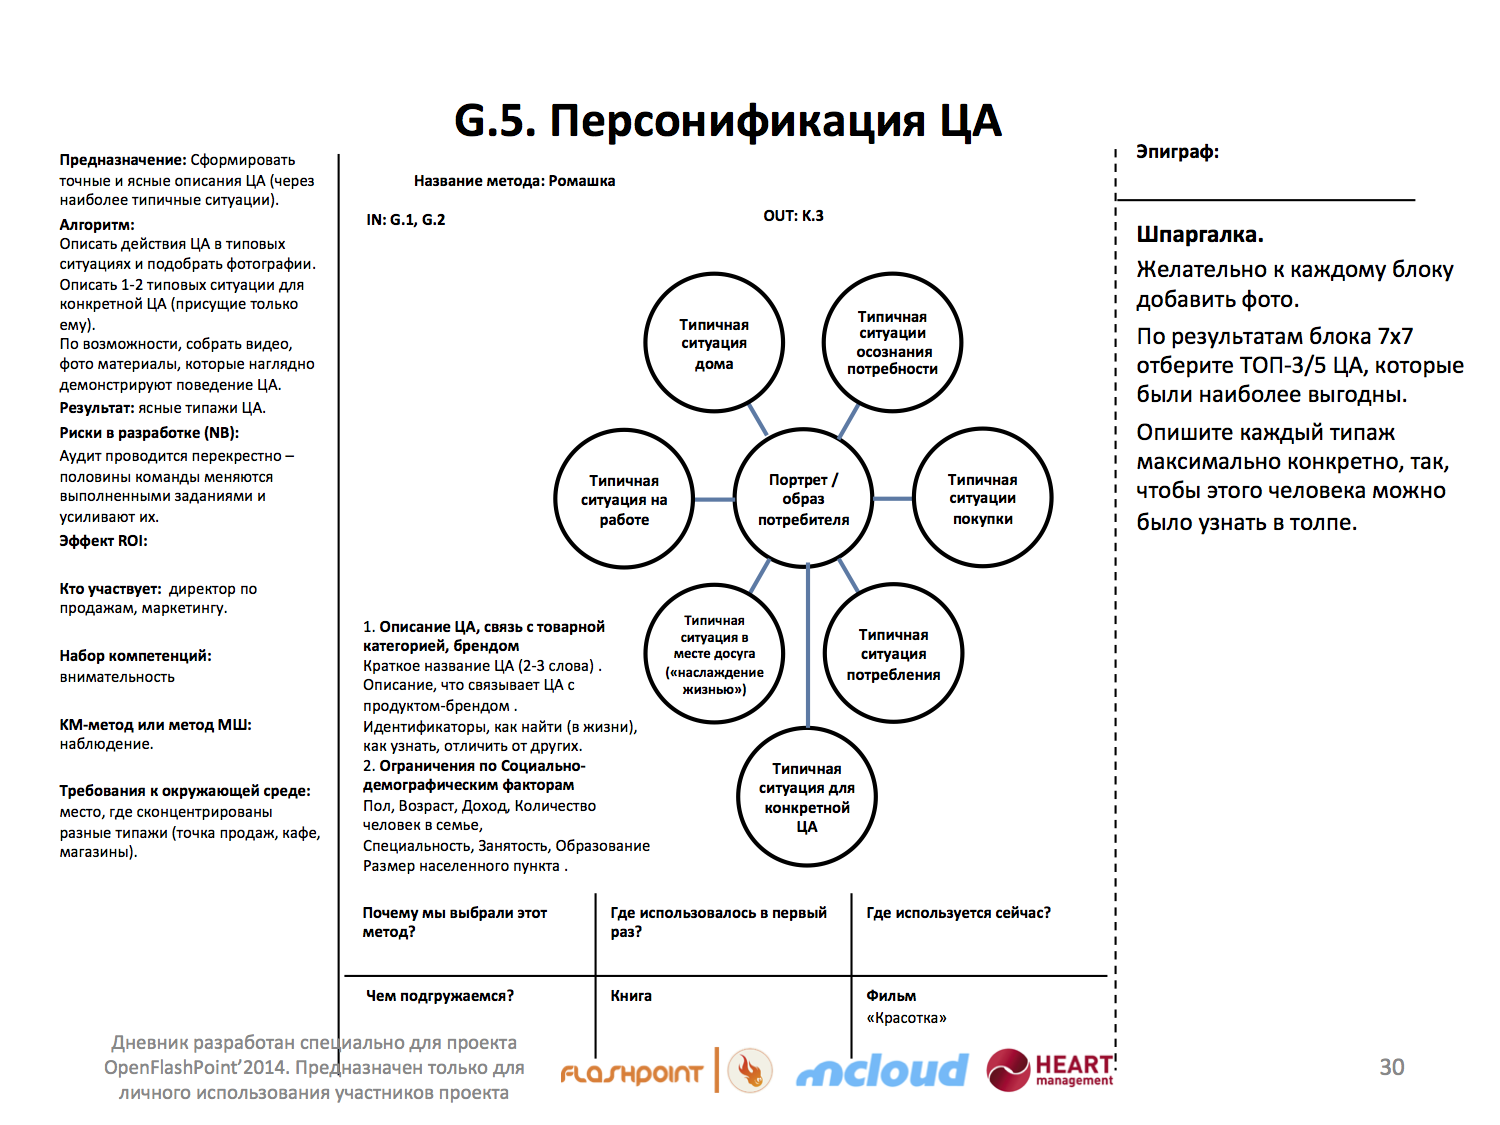 G.5. Персонификация ЦА
Предназначение: Сформировать
точные и ясные описания ЦА (через
наиболее типичные ситуации).
Алгоритм:
Описать действия ЦА в типовых
ситуациях и подобрать фотографии.
Описать 1-2 типовых ситуации для
конкретной ЦА (присущие только
ему).
По возможности, собрать видео,
фото материалы, которые наглядно
демонстрируют поведение ЦА.
Результат: ясные типажи ЦА.
Риски в разработке (NB):
Аудит проводится перекрестно –
половины команды меняются
выполненными заданиями и
усиливают их.
Эффект ROI:
Кто участвует:  директор по
продажам, маркетингу.
Набор компетенций:
внимательность
КМ-метод или метод МШ:
наблюдение.
Требования к окружающей среде:
место, где сконцентрированы
разные типажи (точка продаж, кафе,
магазины).
Название метода: Ромашка
IN: G.1, G.2
OUT: K.3
Типичная
ситуация
дома
Типичная
ситуации
осознания
потребности
Типичная
ситуация на
работе
Портрет /
образ
потребителя
Типичная
ситуации
покупки
Типичная
ситуация в
месте досуга
(«наслаждение
жизнью»)
Типичная
ситуация
потребления
Типичная
ситуация для
конкретной
ЦА
1. Описание ЦА, связь с товарной
категорией, брендом
Краткое название ЦА (2-3 слова) .
Описание, что связывает ЦА с
продуктом-брендом .
Идентификаторы, как найти (в жизни),
как узнать, отличить от других.
2. Ограничения по Социально-
демографическим факторам
Пол, Возраст, Доход, Количество
человек в семье,
Специальность, Занятость, Образование
Размер населенного пункта .
Почему мы выбрали этот
метод?
Где использовалось в первый
раз?
Где используется сейчас?
Чем подгружаемся?
Книга
Фильм
«Красотка»
Эпиграф:
Шпаргалка.
Желательно к каждому блоку
добавить фото.
По результатам блока 7х7
отберите ТОП-3/5 ЦА, которые
были наиболее выгодны.
Опишите каждый типаж
максимально конкретно, так,
чтобы этого человека можно
было узнать в толпе.
Дневник разработан специально для проекта
OpenFlashPoint’2014. Предназначен только для
личного использования участников проекта
FLASHPOINT
mcloud
HEART
management
30